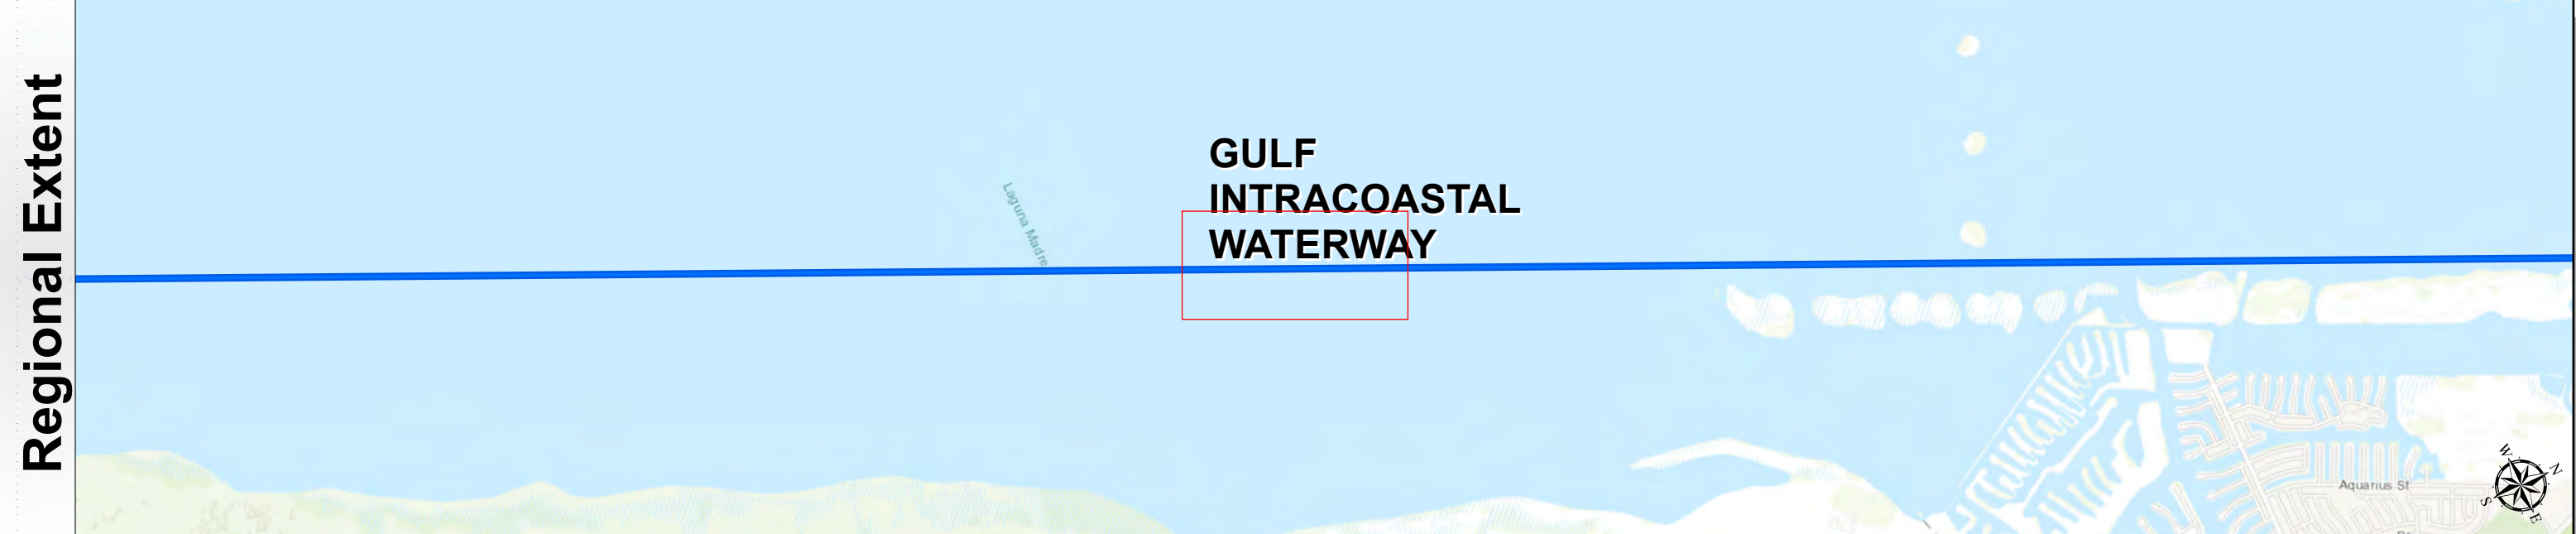 Regional Extent
GULF
INTRACOASTAL
WATERWAY
Laguna Madre
Aquarius St
W
N
S
E